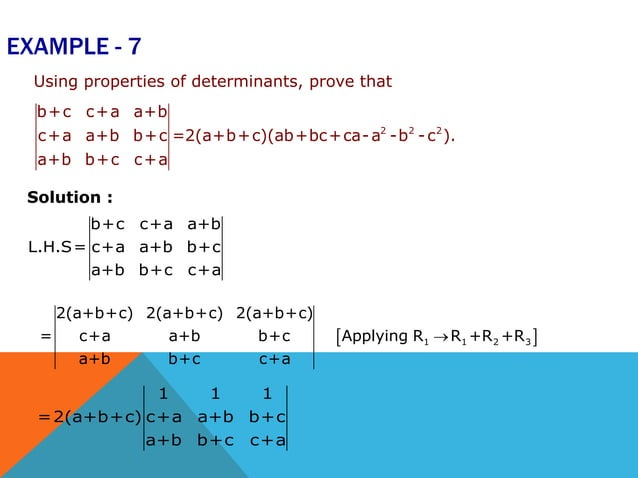 EXAMPLE - 7
Using properties of determinants, prove that
|b+c c+a a+b|
|c+a a+b b+c| =2(a+b+c)(ab+bc+ca-a² -b² -c²).
|a+b b+c c+a|
Solution :
|b+c c+a a+b|
L.H.S= |c+a a+b b+c|
|a+b b+c c+a|
|2(a+b+c) 2(a+b+c) 2(a+b+c)|
= |c+a a+b b+c| [Applying R₁ →R₁ +R₂ +R₃]
|a+b b+c c+a|
|1 1 1|
=2(a+b+c) |c+a a+b b+c|
|a+b b+c c+a|